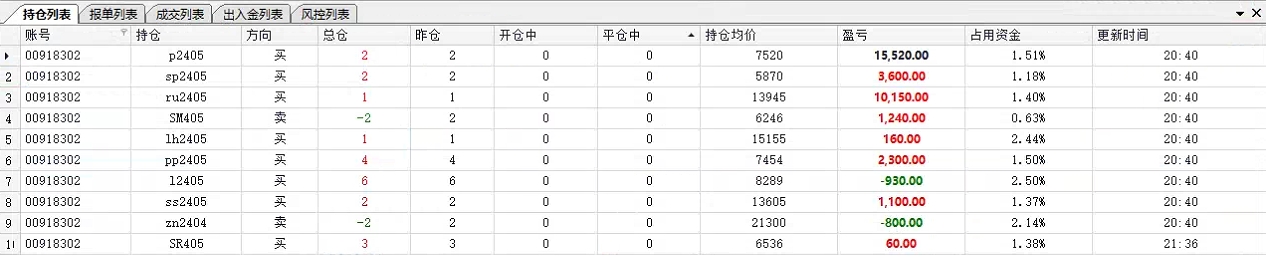 持仓列表 报单列表 成交列表 出入金列表 风控列表
账号 持仓 方向 总仓 昨仓 开仓中 平仓中 持仓均价 盈亏 占用资金 更新时间
00918302 p2405 买 2 2 0 0 7520 15,520.00 1.51% 20:40
2 00918302 sp2405 买 2 2 0 0 5870 3,600.00 1.18% 20:40
3 00918302 ru2405 买 1 1 0 0 13945 10,150.00 1.40% 20:40
4 00918302 SM405 卖 -2 2 0 0 6246 1,240.00 0.63% 20:40
5 00918302 lh2405 买 1 1 0 0 15155 160.00 2.44% 20:40
6 00918302 pp2405 买 4 4 0 0 7454 2,300.00 1.50% 20:40
7 00918302 l2405 买 6 6 0 0 8289 -930.00 2.50% 20:40
8 00918302 ss2405 买 2 2 0 0 13605 1,100.00 1.37% 20:40
9 00918302 zn2404 卖 -2 2 0 0 21300 -800.00 2.14% 20:40
00918302 SR405 买 3 3 0 0 6536 60.00 1.38% 21:36